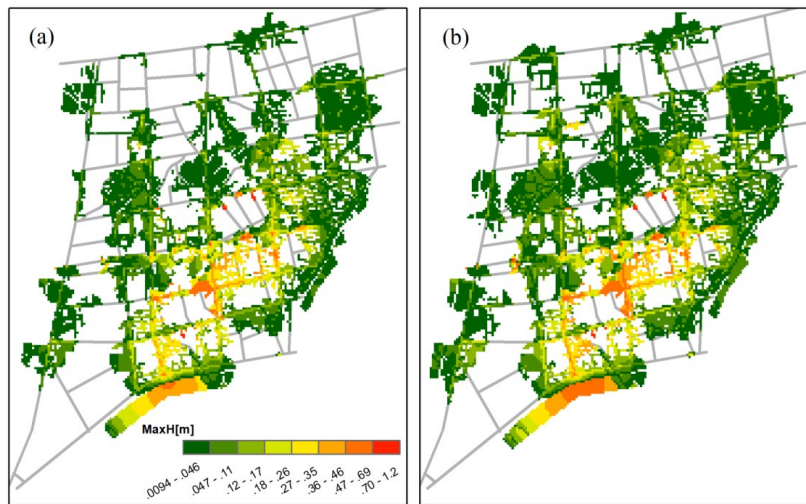 (a)
(b)
MaxH[m]
.0094 - .046
.047 - .11
.12 - .17
.18 - .26
.27 - .35
.36 - .46
.47 - .69
.70 - 1.2